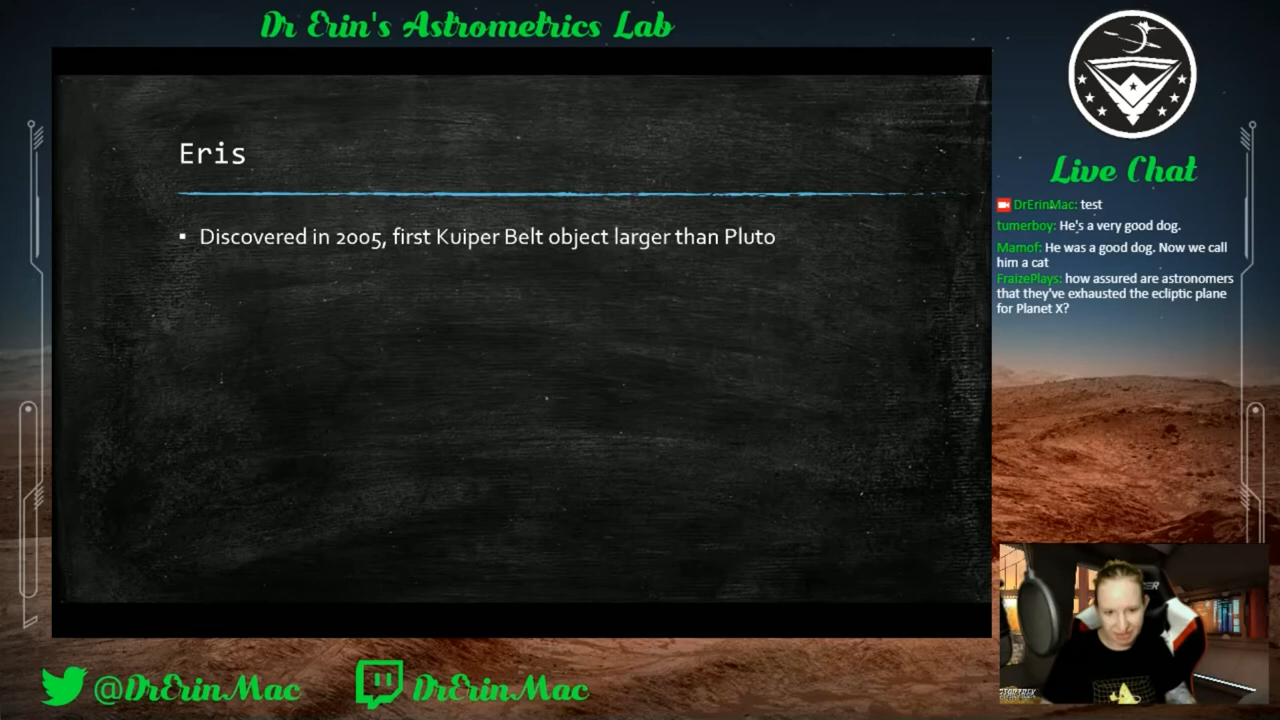 Dr Erin's Astrometrics Lab
Eris
▪ Discovered in 2005, first Kuiper Belt object larger than Pluto
Live Chat
DrErinMac: test
tumerboy: He's a very good dog.
Mamof: He was a good dog. Now we call
him a cat
FraizePlays: how assured are astronomers
that they've exhausted the ecliptic plane
for Planet X?
STAR TREK
@DrErinMac
DrErinMac